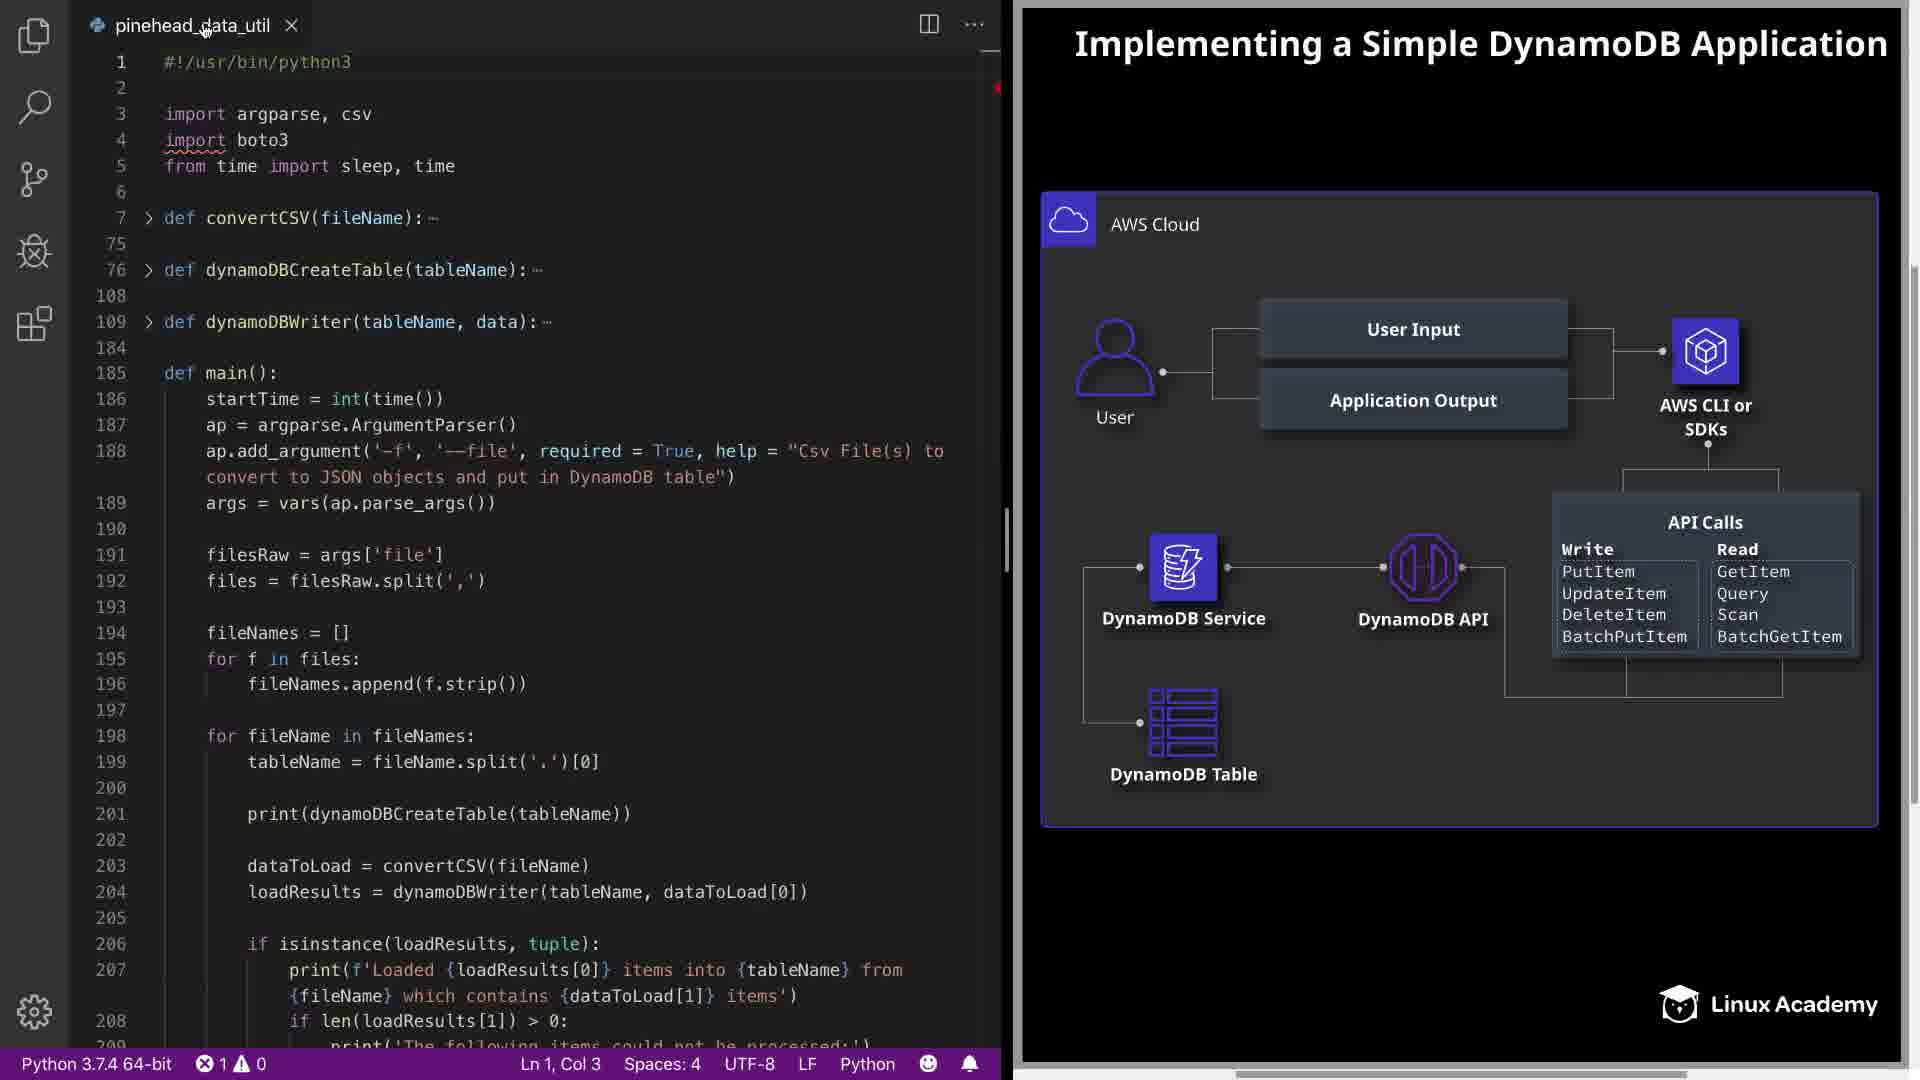 pinehead_data_util
1 #!/usr/bin/python3
2
3 import argparse, csv
4 import boto3
5 from time import sleep, time
6
7 def convertCSV(fileName):
75
76 def dynamoDBCreateTable(tableName):
108
109 def dynamoDBWriter(tableName, data):
184
185 def main():
186 startTime = int(time())
187 ap = argparse.ArgumentParser()
188 ap.add_argument('-f', '--file', required = True, help = "Csv File(s) to
convert to JSON objects and put in DynamoDB table")
189 args = vars(ap.parse_args())
190
191 filesRaw = args['file']
192 files = filesRaw.split(',')
193
194 fileNames = []
195 for f in files:
196 fileNames.append(f.strip())
197
198 for fileName in fileNames:
199 tableName = fileName.split('.')[0]
200
201 print(dynamoDBCreateTable(tableName))
202
203 dataToLoad = convertCSV(fileName)
204 loadResults = dynamoDBWriter(tableName, dataToLoad[0])
205
206 if isinstance(loadResults, tuple):
207 print(f'Loaded {loadResults[0]} items into {tableName} from
{fileName} which contains {dataToLoad[1]} items')
208 if len(loadResults[1]) > 0:
209 print('The following items could not be processed:')
Python 3.7.4 64-bit 1 0 Ln 1, Col 3 Spaces: 4 UTF-8 LF Python
Implementing a Simple DynamoDB Application
AWS Cloud
User Input
Application Output
User
AWS CLI or
SDKs
API Calls
Write Read
PutItem GetItem
UpdateItem Query
DeleteItem Scan
BatchPutItem BatchGetItem
DynamoDB Service
DynamoDB API
DynamoDB Table
Linux Academy